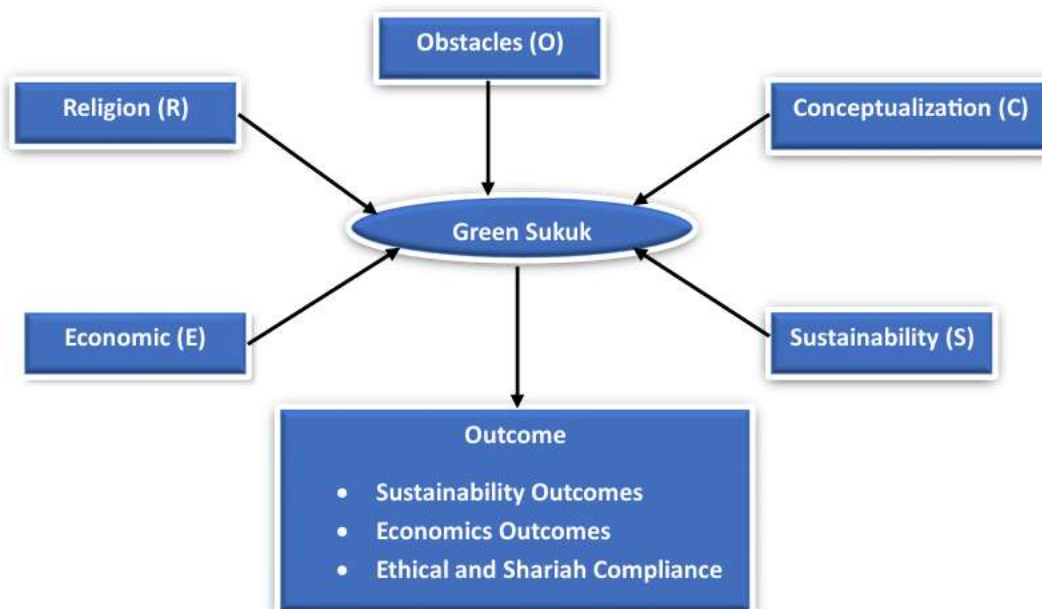 Obstacles (O)
Religion (R)
Conceptualization (C)
Green Sukuk
Economic (E)
Sustainability (S)
Outcome
• Sustainability Outcomes
• Economics Outcomes
• Ethical and Shariah Compliance